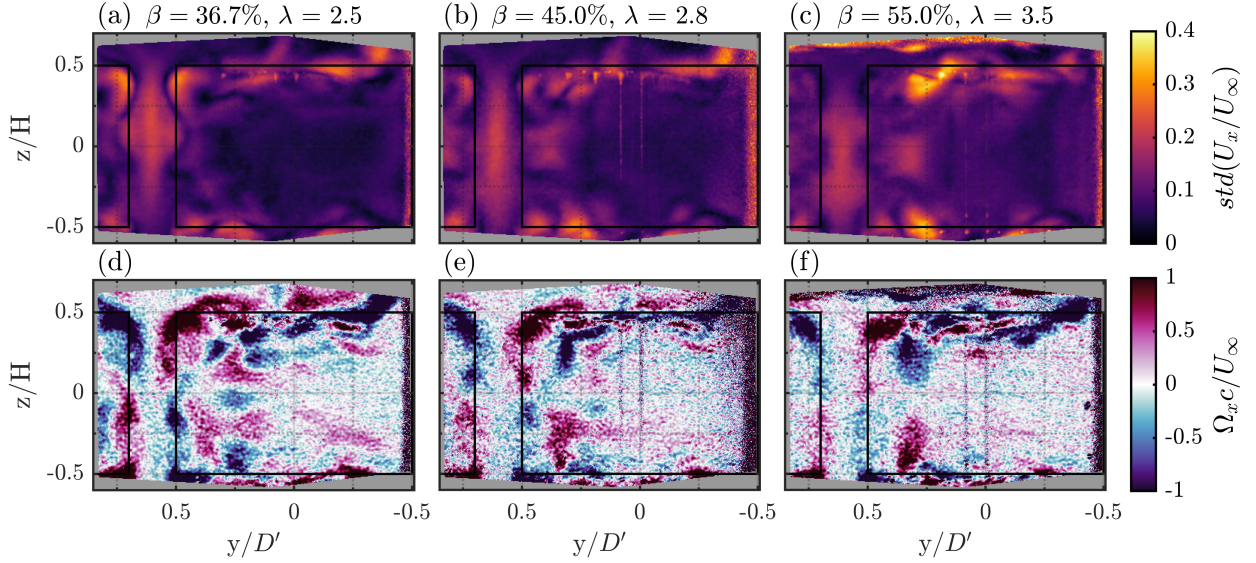 (a) β = 36.7%, λ = 2.5
(b) β = 45.0%, λ = 2.8
(c) β = 55.0%, λ = 3.5
z/H
0.5
0
-0.5
0.4
0.3
0.2
0.1
0
std(Uₓ/U∞)
(d)
(e)
(f)
z/H
0.5
0
-0.5
1
0.5
0
-0.5
-1
Ωₓc/U∞
0.5 0 -0.5
0.5 0 -0.5
0.5 0 -0.5
y/D′
y/D′
y/D′